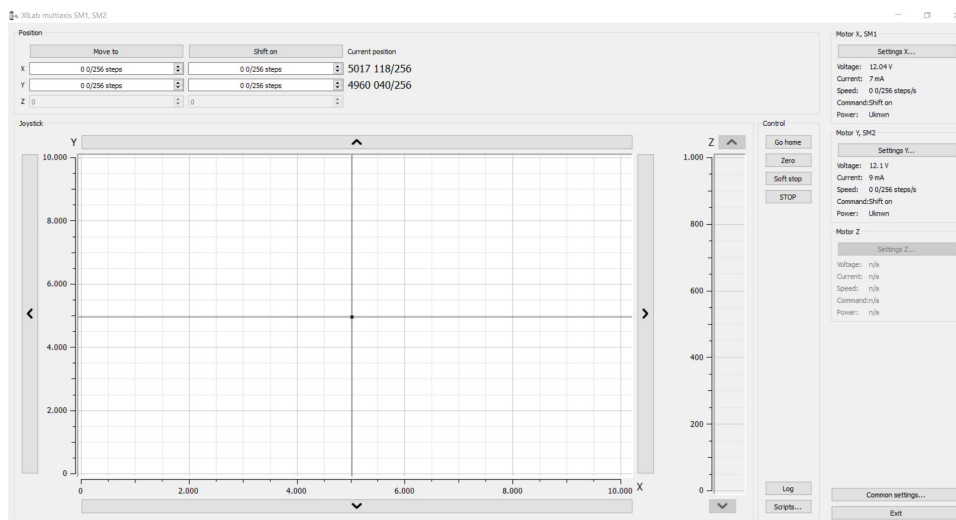 XILab multiaxis SM1, SM2
Position
Move to
Shift on
Current position
X 0 0/256 steps 0 0/256 steps 5017 118/256
Y 0 0/256 steps 0 0/256 steps 4960 040/256
Z 0 0
Joystick
Y
10.000
8.000
6.000
4.000
2.000
0
0 2.000 4.000 6.000 8.000 10.000 X
Z
1.000
800
600
400
200
0
Control
Go home
Zero
Soft stop
STOP
Log
Scripts...
Motor X, SM1
Settings X...
Voltage: 12.04 V
Current: 7 mA
Speed: 0 0/256 steps/s
Command:Shift on
Power: Uknwn
Motor Y, SM2
Settings Y...
Voltage: 12.1 V
Current: 9 mA
Speed: 0 0/256 steps/s
Command:Shift on
Power: Uknwn
Motor Z
Settings Z...
Voltage: n/a
Current: n/a
Speed: n/a
Command:n/a
Power: n/a
Common settings...
Exit